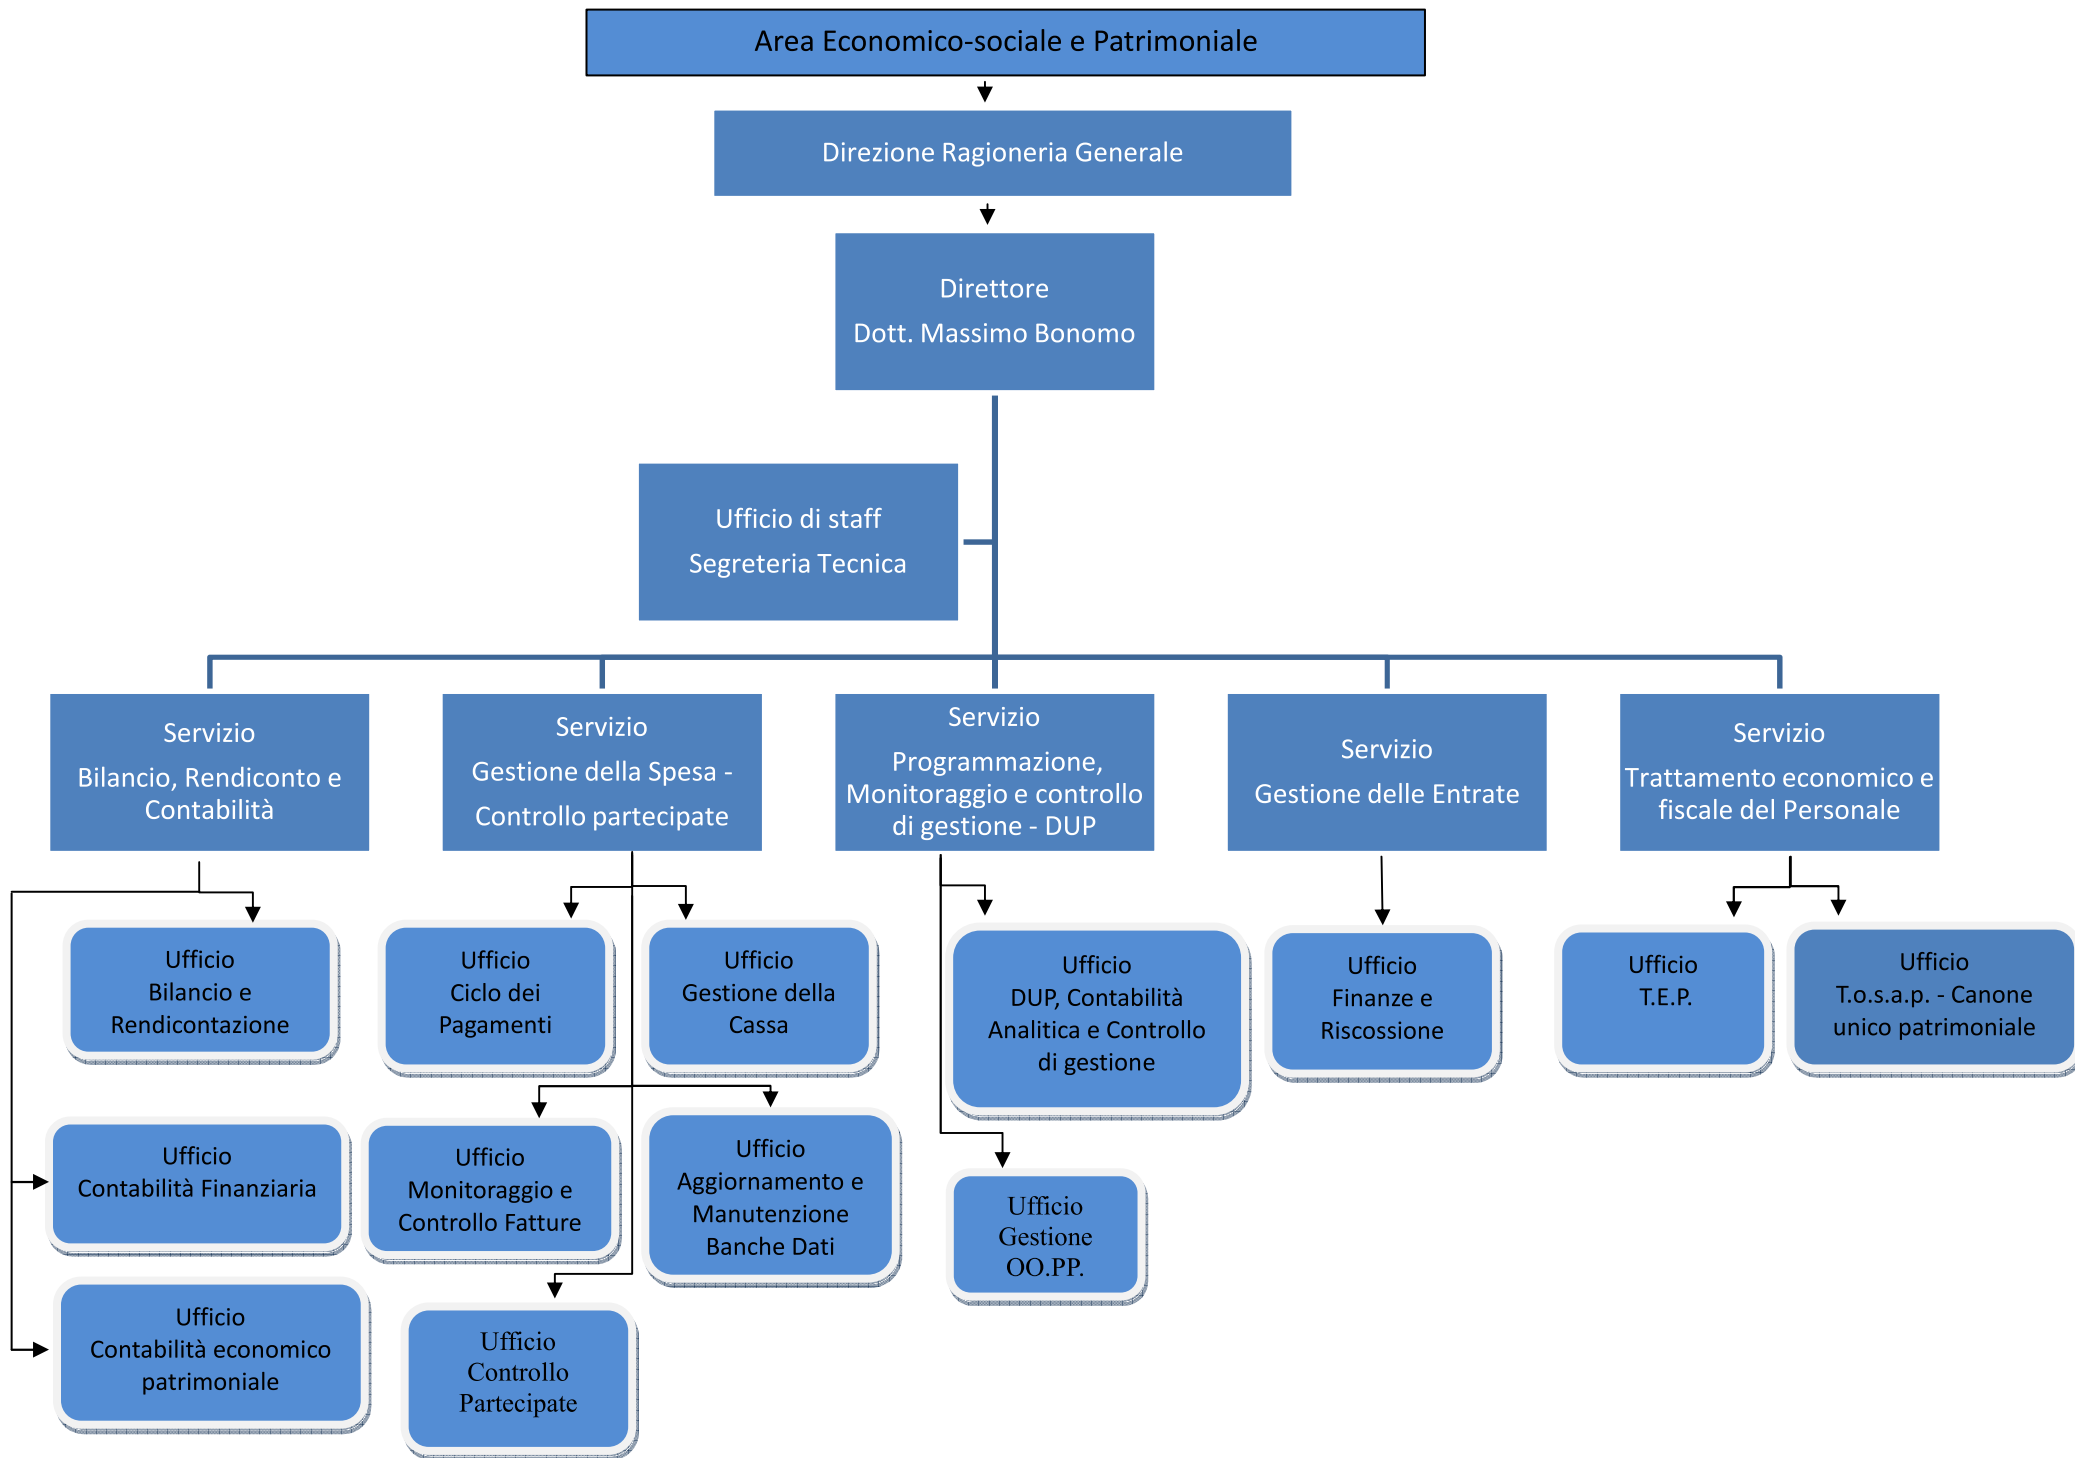 Area Economico-sociale e Patrimoniale
Direzione Ragioneria Generale
Direttore
Dott. Massimo Bonomo
Ufficio di staff
Segreteria Tecnica
Servizio
Bilancio, Rendiconto e
Contabilità
Servizio
Gestione della Spesa -
Controllo partecipate
Servizio
Programmazione,
Monitoraggio e controllo
di gestione - DUP
Servizio
Gestione delle Entrate
Servizio
Trattamento economico e
fiscale del Personale
Ufficio
Bilancio e
Rendicontazione
Ufficio
Ciclo dei
Pagamenti
Ufficio
Gestione della
Cassa
Ufficio
DUP, Contabilità
Analitica e Controllo
di gestione
Ufficio
Finanze e
Riscossione
Ufficio
T.E.P.
Ufficio
T.o.s.a.p. - Canone
unico patrimoniale
Ufficio
Contabilità Finanziaria
Ufficio
Monitoraggio e
Controllo Fatture
Ufficio
Aggiornamento e
Manutenzione
Banche Dati
Ufficio
Gestione
OO.PP.
Ufficio
Contabilità economico
patrimoniale
Ufficio
Controllo
Partecipate